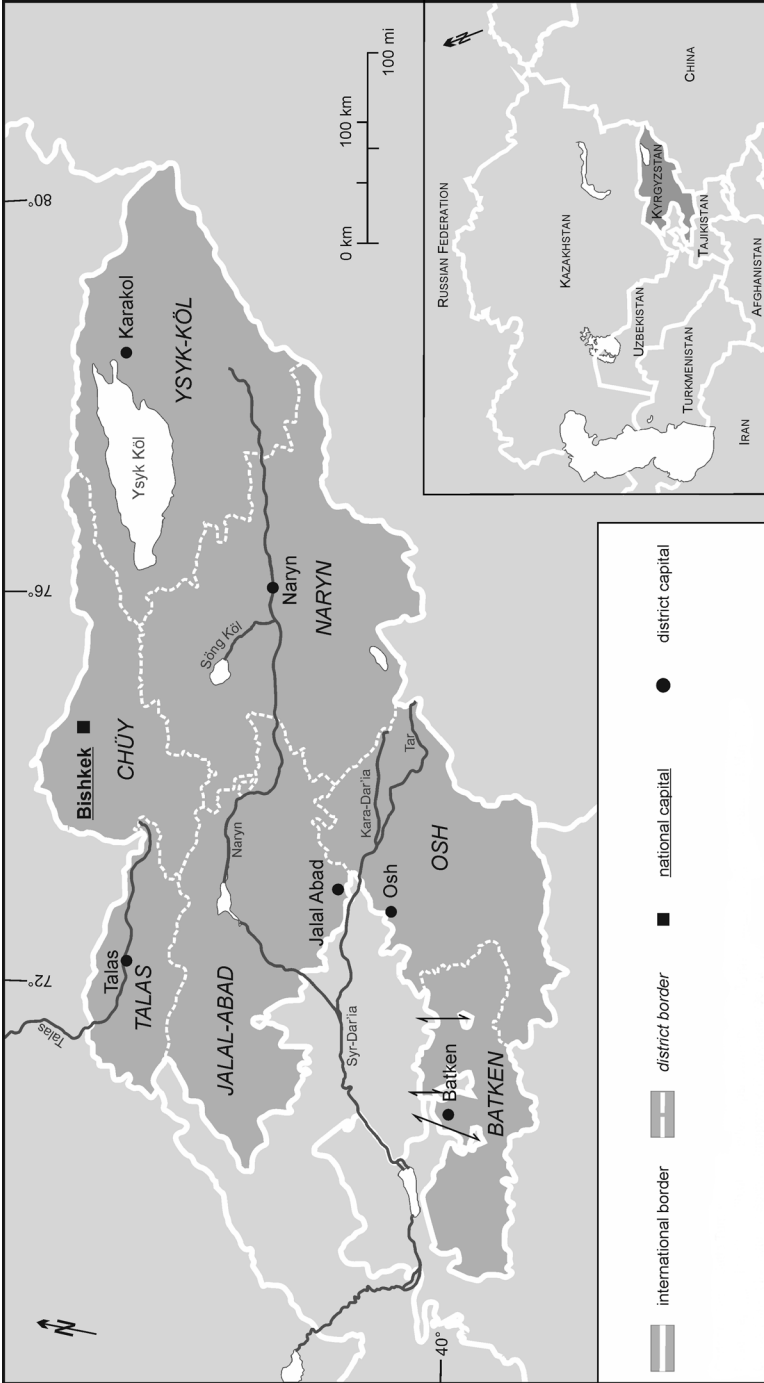 72°
76°
80°
Talas
Talas
TALAS
Bishkek
CHÜY
Ysyk Köl
Karakol
YSYK-KÖL
JALAL-ABAD
Naryn
Söng Köl
Naryn
NARYN
Jalal Abad
Syr-Dar'ia
Kara-Dar'ia
Tar
Osh
OSH
Batken
BATKEN
40°
N
0 km
100 km
100 mi
N
RUSSIAN FEDERATION
KAZAKHSTAN
CHINA
UZBEKISTAN
KYRGYZSTAN
TURKMENISTAN
TAJIKISTAN
IRAN
AFGHANISTAN
international border
district border
national capital
district capital